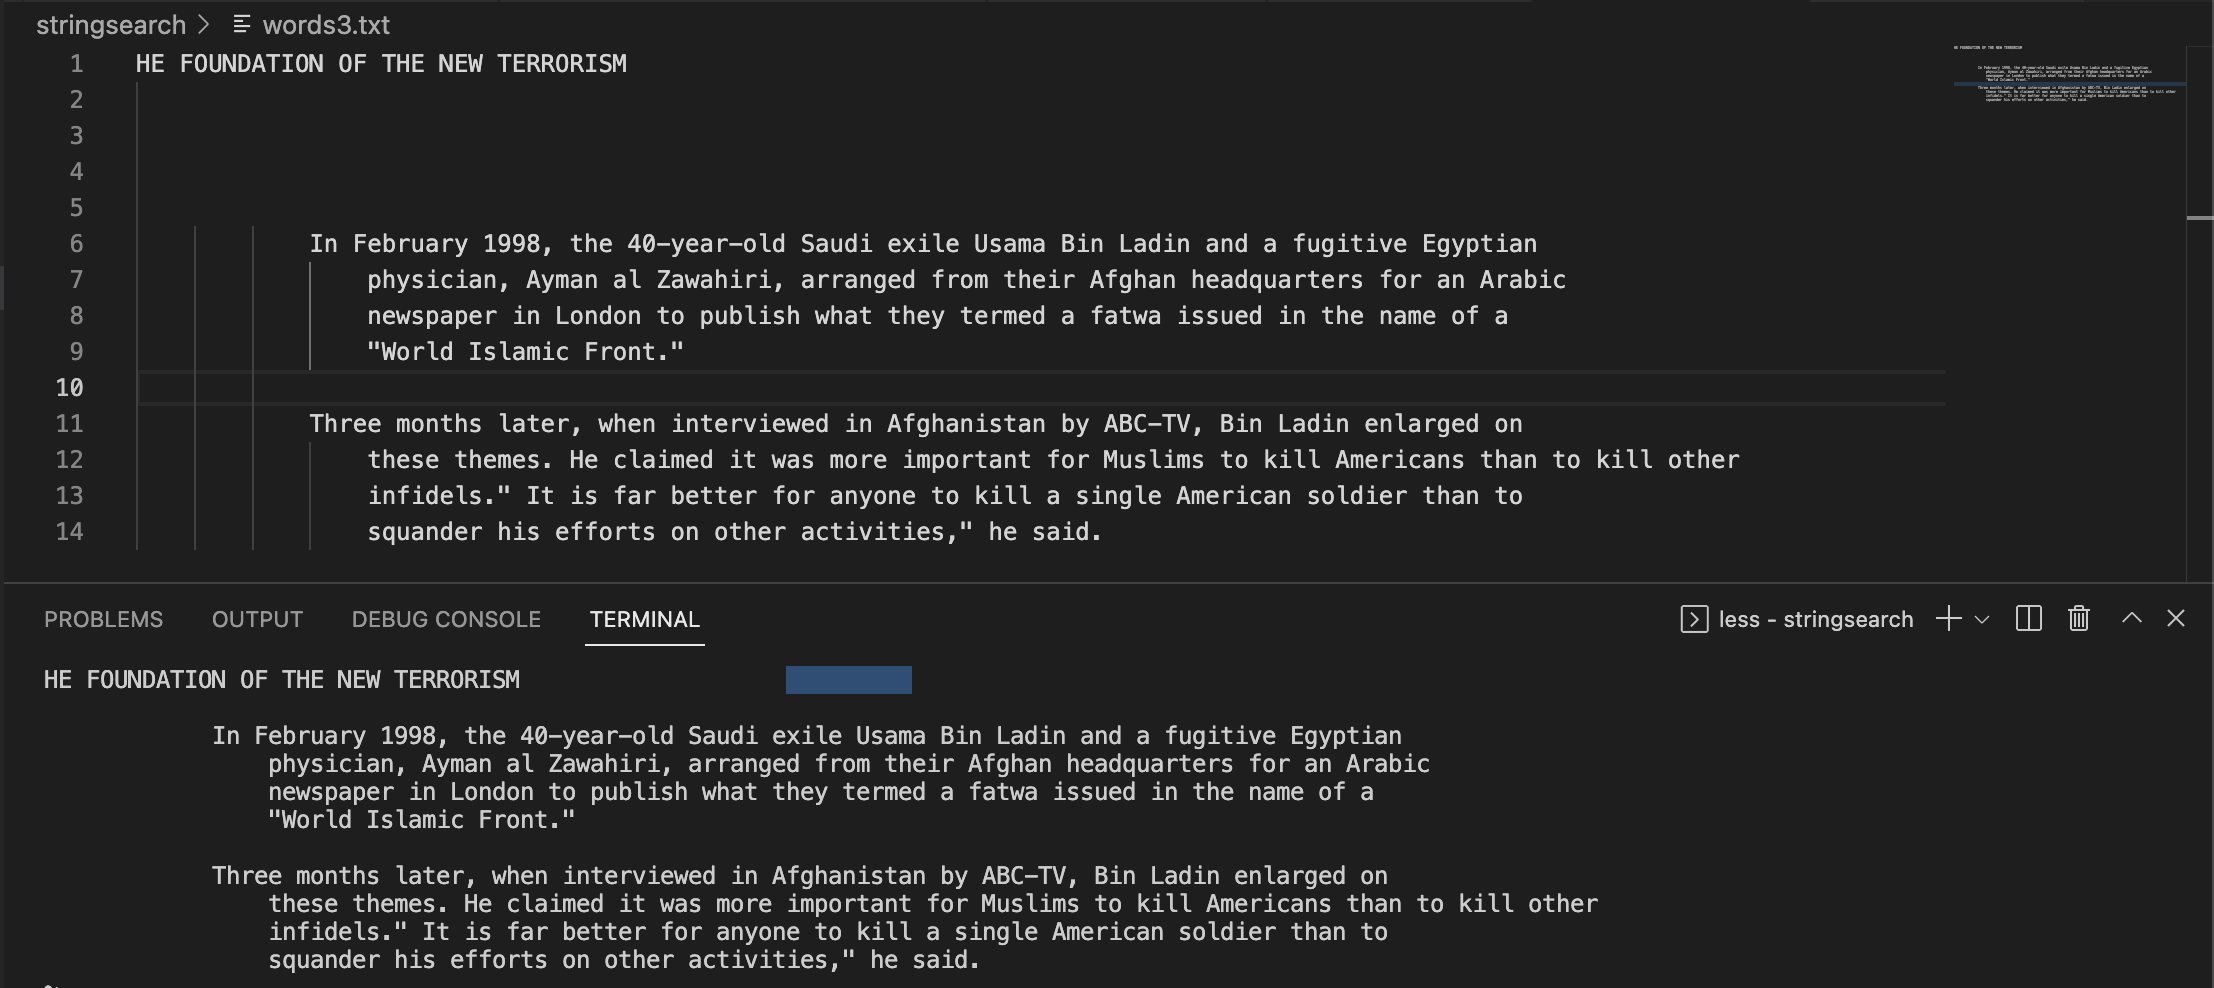 stringsearch > words3.txt
1 HE FOUNDATION OF THE NEW TERRORISM
2
3
4
5
6 In February 1998, the 40-year-old Saudi exile Usama Bin Ladin and a fugitive Egyptian
7 physician, Ayman al Zawahiri, arranged from their Afghan headquarters for an Arabic
8 newspaper in London to publish what they termed a fatwa issued in the name of a
9 "World Islamic Front."
10
11 Three months later, when interviewed in Afghanistan by ABC-TV, Bin Ladin enlarged on
12 these themes. He claimed it was more important for Muslims to kill Americans than to kill other
13 infidels." It is far better for anyone to kill a single American soldier than to
14 squander his efforts on other activities," he said.
PROBLEMS OUTPUT DEBUG CONSOLE TERMINAL less - stringsearch
HE FOUNDATION OF THE NEW TERRORISM
In February 1998, the 40-year-old Saudi exile Usama Bin Ladin and a fugitive Egyptian
physician, Ayman al Zawahiri, arranged from their Afghan headquarters for an Arabic
newspaper in London to publish what they termed a fatwa issued in the name of a
"World Islamic Front."
Three months later, when interviewed in Afghanistan by ABC-TV, Bin Ladin enlarged on
these themes. He claimed it was more important for Muslims to kill Americans than to kill other
infidels." It is far better for anyone to kill a single American soldier than to
squander his efforts on other activities," he said.